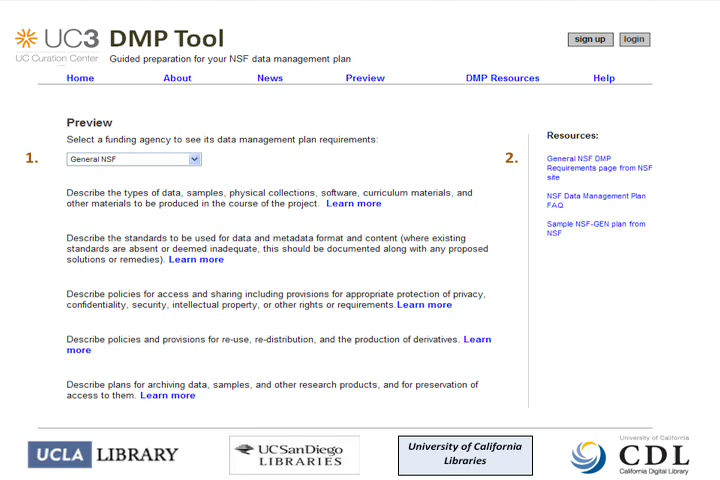 UC3 DMP Tool
UC Curation Center
Guided preparation for your NSF data management plan
sign up
login
Home
About
News
Preview
DMP Resources
Help
Preview
Select a funding agency to see its data management plan requirements:
1.
General NSF
Describe the types of data, samples, physical collections, software, curriculum materials, and
other materials to be produced in the course of the project. Learn more
Describe the standards to be used for data and metadata format and content (where existing
standards are absent or deemed inadequate, this should be documented along with any proposed
solutions or remedies). Learn more
Describe policies for access and sharing including provisions for appropriate protection of privacy,
confidentiality, security, intellectual property, or other rights or requirements.Learn more
Describe policies and provisions for re-use, re-distribution, and the production of derivatives. Learn
more
Describe plans for archiving data, samples, and other research products, and for preservation of
access to them. Learn more
2.
Resources:
General NSF DMP
Requirements page from NSF
site
NSF Data Management Plan
FAQ
Sample NSF-GEN plan from
NSF
UCLA LIBRARY
UC San Diego
LIBRARIES
University of California
Libraries
University of California
CDL
California Digital Library